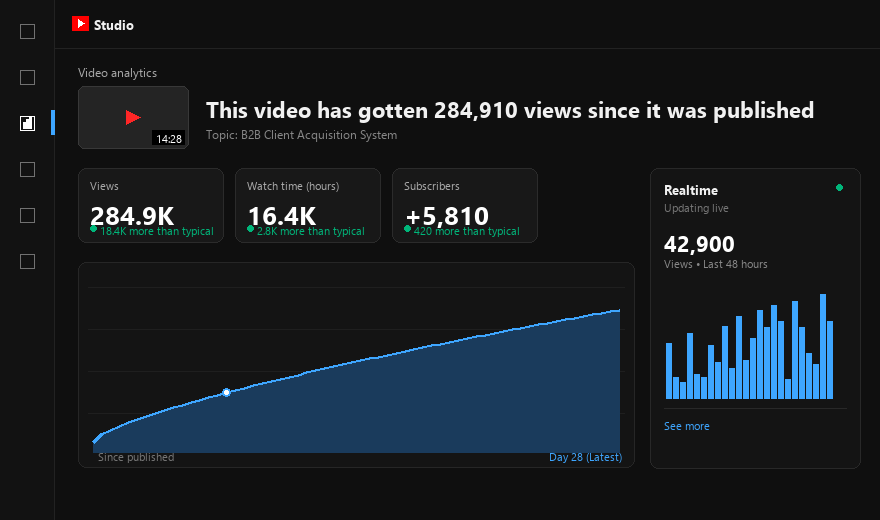 Studio
Video analytics
14:28
This video has gotten 284,910 views since it was published
Topic: B2B Client Acquisition System
Views
284.9K
18.4K more than typical
Watch time (hours)
16.4K
2.8K more than typical
Subscribers
+5,810
420 more than typical
Since published
Day 28 (Latest)
Realtime
Updating live
42,900
Views • Last 48 hours
See more